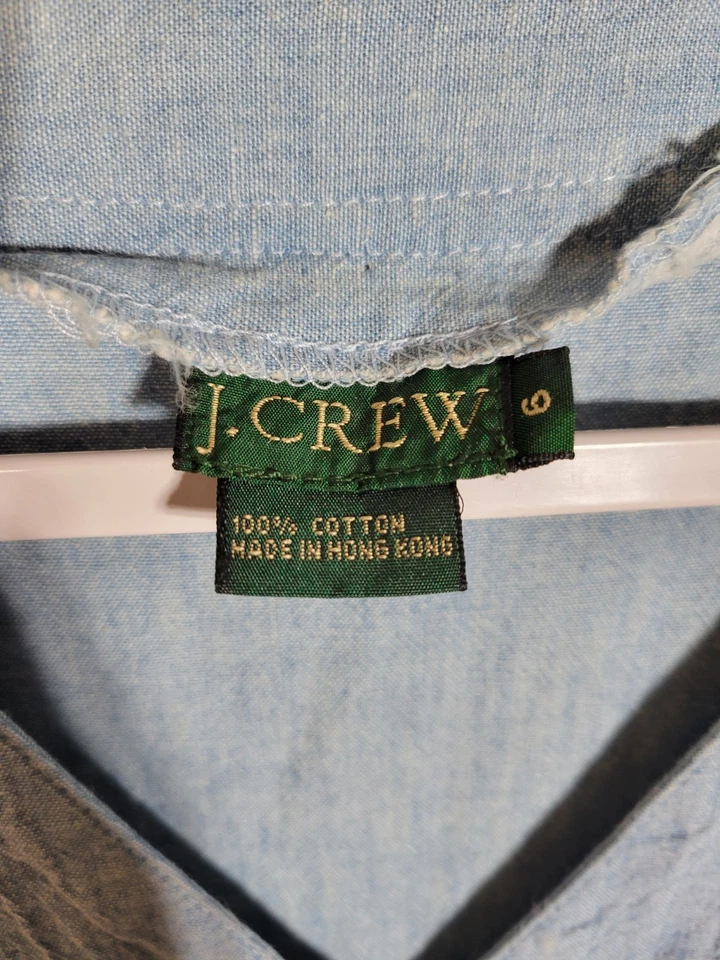 J.CREW
6
100% COTTON
MADE IN HONG KONG